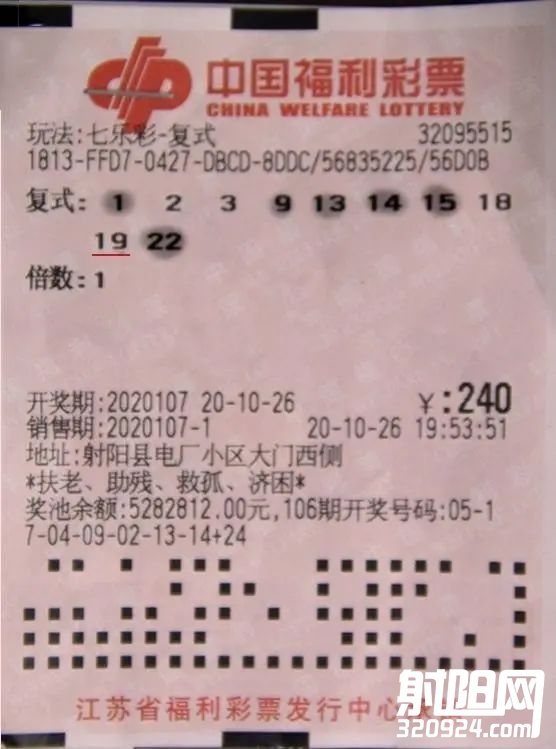 中国福利彩票
CHINA WELFARE LOTTERY
玩法:七乐彩-复式 32095515
1813-FFD7-0427-DBCD-8DDC/56835225/56D0B
复式: 1 2 3 9 13 14 15 18
19 22
倍数:1
开奖期:2020107 20-10-26 ¥:240
销售期:2020107-1 20-10-26 19:53:51
地址:射阳县电厂小区大门西侧
*扶老、助残、救孤、济困*
奖池余额:5282812.00元,106期开奖号码:05-1
7-04-09-02-13-14+24
江苏省福利彩票发行中心
射阳网
320924.com